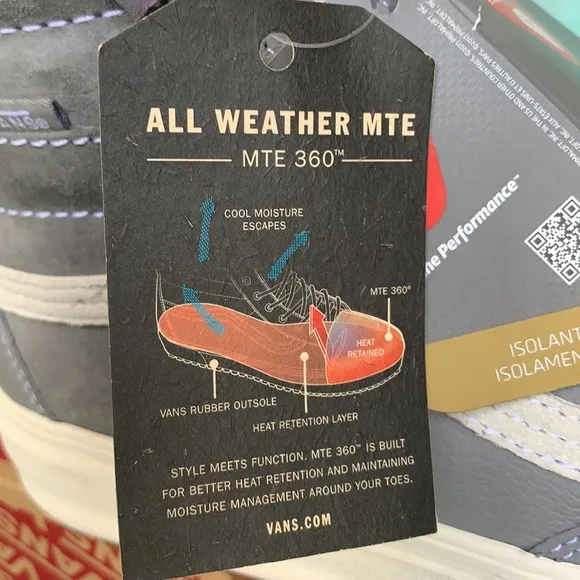 ALL WEATHER MTE
MTE 360™
COOL MOISTURE
ESCAPES
MTE 360°
HEAT
RETAINED
VANS RUBBER OUTSOLE
HEAT RETENTION LAYER
STYLE MEETS FUNCTION. MTE 360™ IS BUILT
FOR BETTER HEAT RETENTION AND MAINTAINING
MOISTURE MANAGEMENT AROUND YOUR TOES.
VANS.COM
Performance™
ISOLANT
ISOLAMEN
VANS